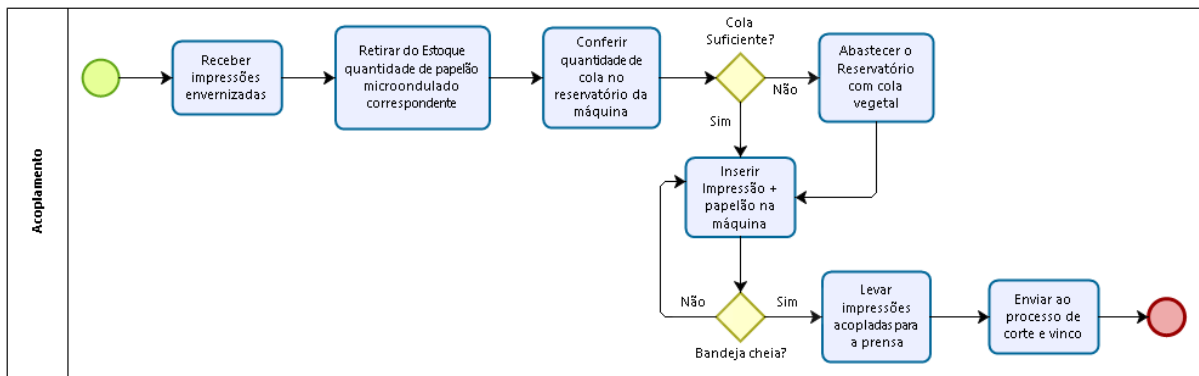 Acoplamento
Receber
impressões
envernizadas
Retirar do Estoque
quantidade de papelão
microondulado
correspondente
Conferir
quantidade de
cola no
reservatório da
máquina
Cola
Suficiente?
Não
Sim
Abastecer o
Reservatório
com cola
vegetal
Inserir
Impressão +
papelão na
máquina
Não
Sim
Bandeja cheia?
Levar
impressões
acopladas para
a prensa
Enviar ao
processo de
corte e vinco